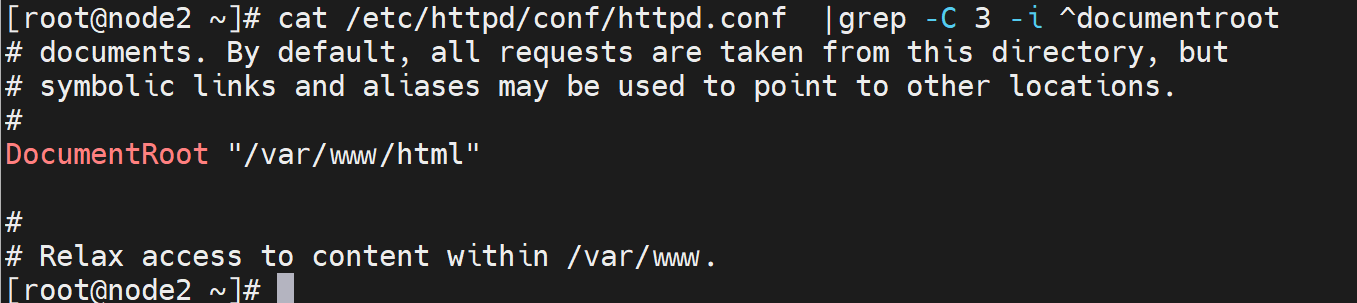 [root@node2 ~]# cat /etc/httpd/conf/httpd.conf  |grep -C 3 -i ^documentroot
# documents. By default, all requests are taken from this directory, but
# symbolic links and aliases may be used to point to other locations.
#
DocumentRoot "/var/www/html"

#
# Relax access to content within /var/www.
[root@node2 ~]#